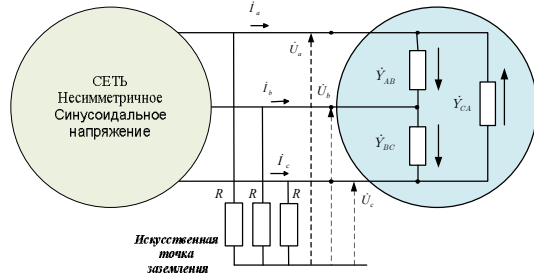 İa
СЕТЬ
Несимметричное
Синусоидальное
напряжение
U̇a
İb
U̇b
İc
U̇c
ẎAB
ẎBC
ẎCA
R R R
Искусственная
точка
заземления